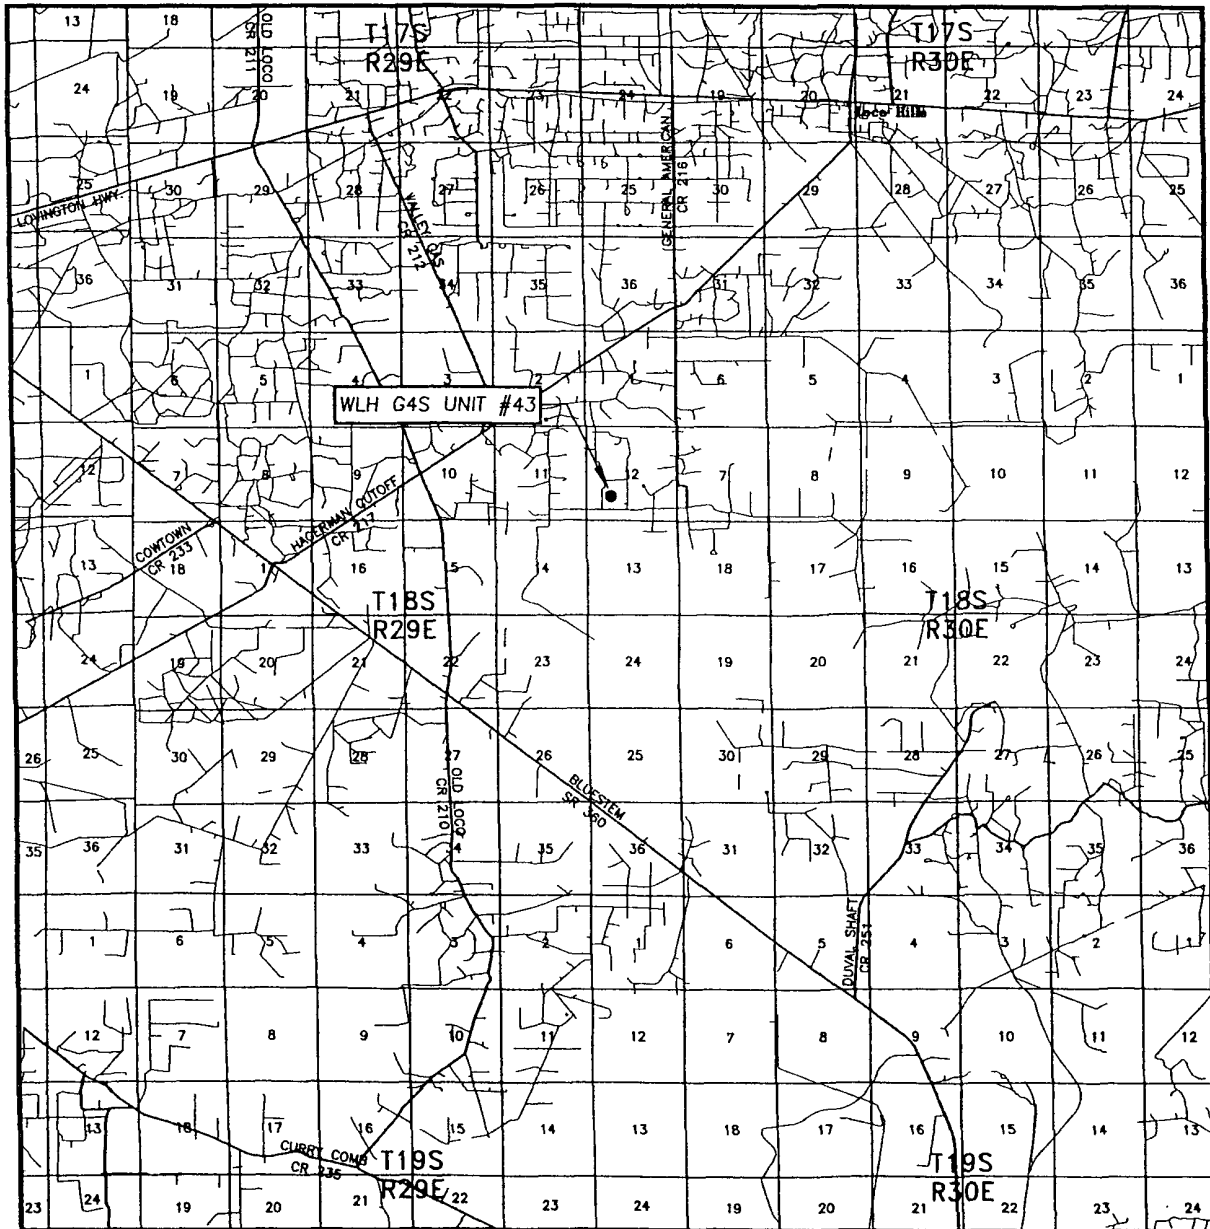 13 18 OLD LOCO CR 211 T17S R29E T17S R30E
24 19 20 21 22 23 24 19 20 21 22 23 24
Loco Hills
LOVINGTON HWY.
25 30 29 28 27 26 25 30 29 28 27 26 25
VALLEY GAS CR 212
GENERAL AMERICAN CR 216
36 31 32 33 34 35 36 31 32 33 34 35 36
1 6 5 4 3 2 1 6 5 4 3 2 1
WLH G4S UNIT #43
12 7 8 9 10 11 12 7 8 9 10 11 12
HAGERMAN CUTOFF CR 217
COWTOWN CR 233
13 18 17 16 15 14 13 18 17 16 15 14 13
T18S R29E
T18S R30E
24 19 20 21 22 23 24 19 20 21 22 23 24
26 25 30 29 28 27 26 25 30 29 28 27 26 25
OLD LOCO CR 210
BLUESTEM SR 360
35 36 31 32 33 34 35 36 31 32 33 34 35 36
DUVAL SHAFT CR 251
1 6 5 4 3 2 1 6 5 4 3 2 1
12 7 8 9 10 11 12 7 8 9 10 11 12
13 18 17 16 15 14 13 18 17 16 15 14 13
CURRY COMB CR 235
T19S R29E
T19S R30E
23 24 19 20 21 22 23 24 19 20 22 23 24